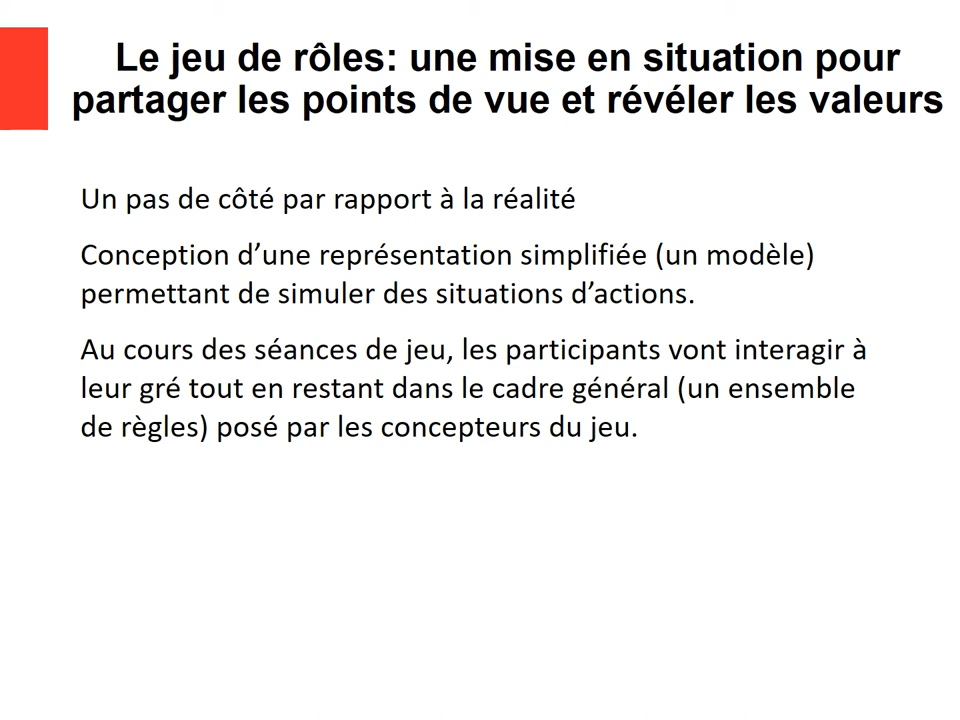 Le jeu de rôles: une mise en situation pour
partager les points de vue et révéler les valeurs
Un pas de côté par rapport à la réalité
Conception d’une représentation simplifiée (un modèle)
permettant de simuler des situations d’actions.
Au cours des séances de jeu, les participants vont interagir à
leur gré tout en restant dans le cadre général (un ensemble
de règles) posé par les concepteurs du jeu.